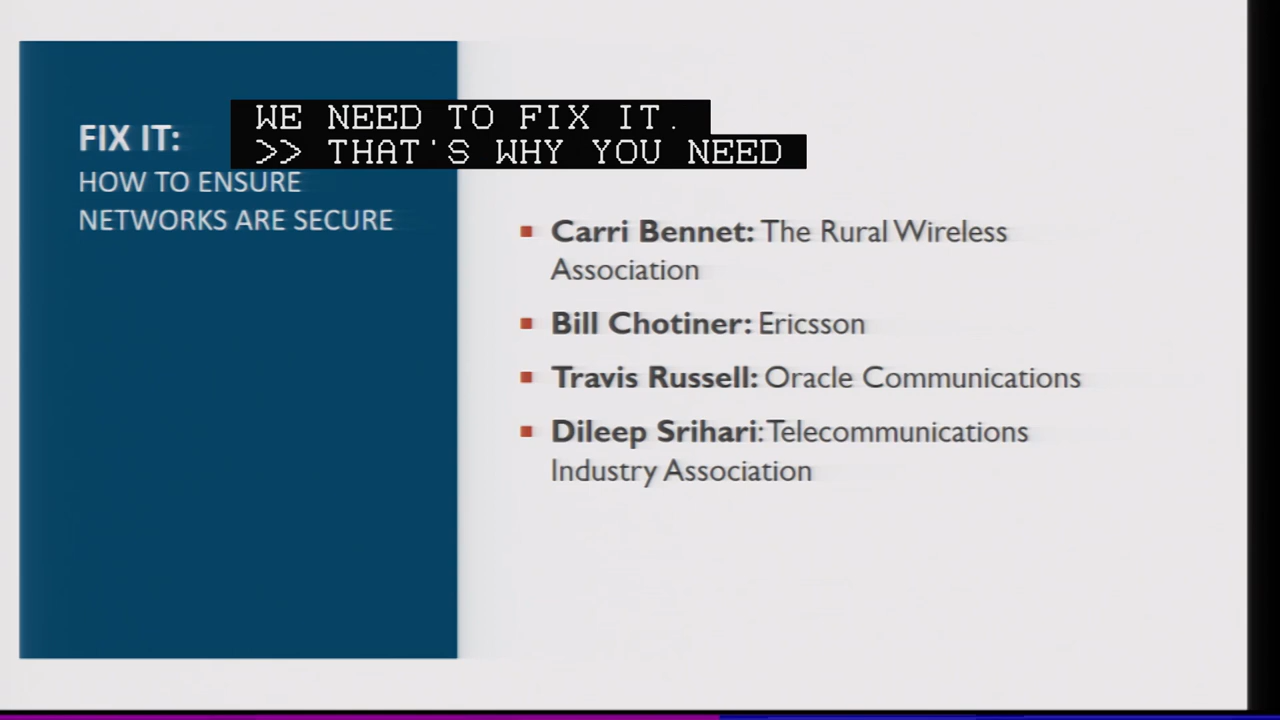 WE NEED TO FIX IT.
>> THAT'S WHY YOU NEED
FIX IT:
HOW TO ENSURE
NETWORKS ARE SECURE
▪ Carri Bennet: The Rural Wireless
Association
▪ Bill Chotiner: Ericsson
▪ Travis Russell: Oracle Communications
▪ Dileep Srihari: Telecommunications
Industry Association